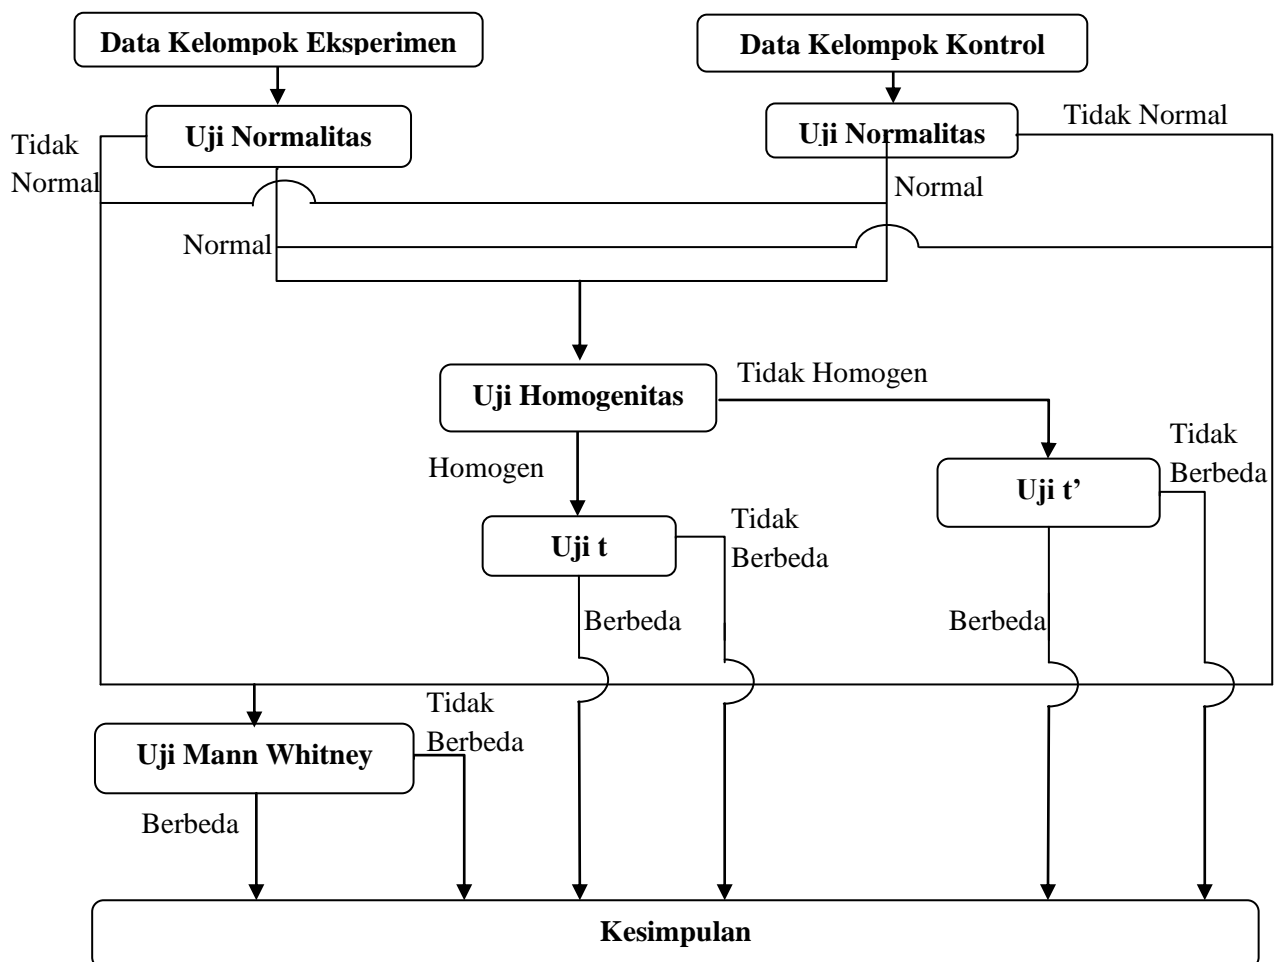 Data Kelompok Eksperimen
Data Kelompok Kontrol
Uji Normalitas
Uji Normalitas
Tidak Normal
Tidak
Normal
Normal
Normal
Uji Homogenitas
Tidak Homogen
Homogen
Tidak
Berbeda
Uji t’
Uji t
Tidak
Berbeda
Berbeda
Berbeda
Tidak
Berbeda
Uji Mann Whitney
Berbeda
Kesimpulan